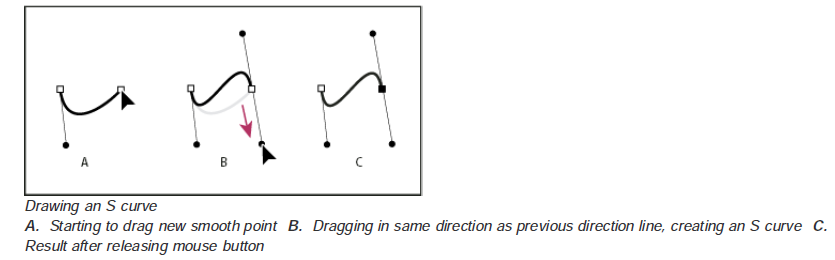 A B C
Drawing an S curve
A. Starting to drag new smooth point B. Dragging in same direction as previous direction line, creating an S curve C.
Result after releasing mouse button